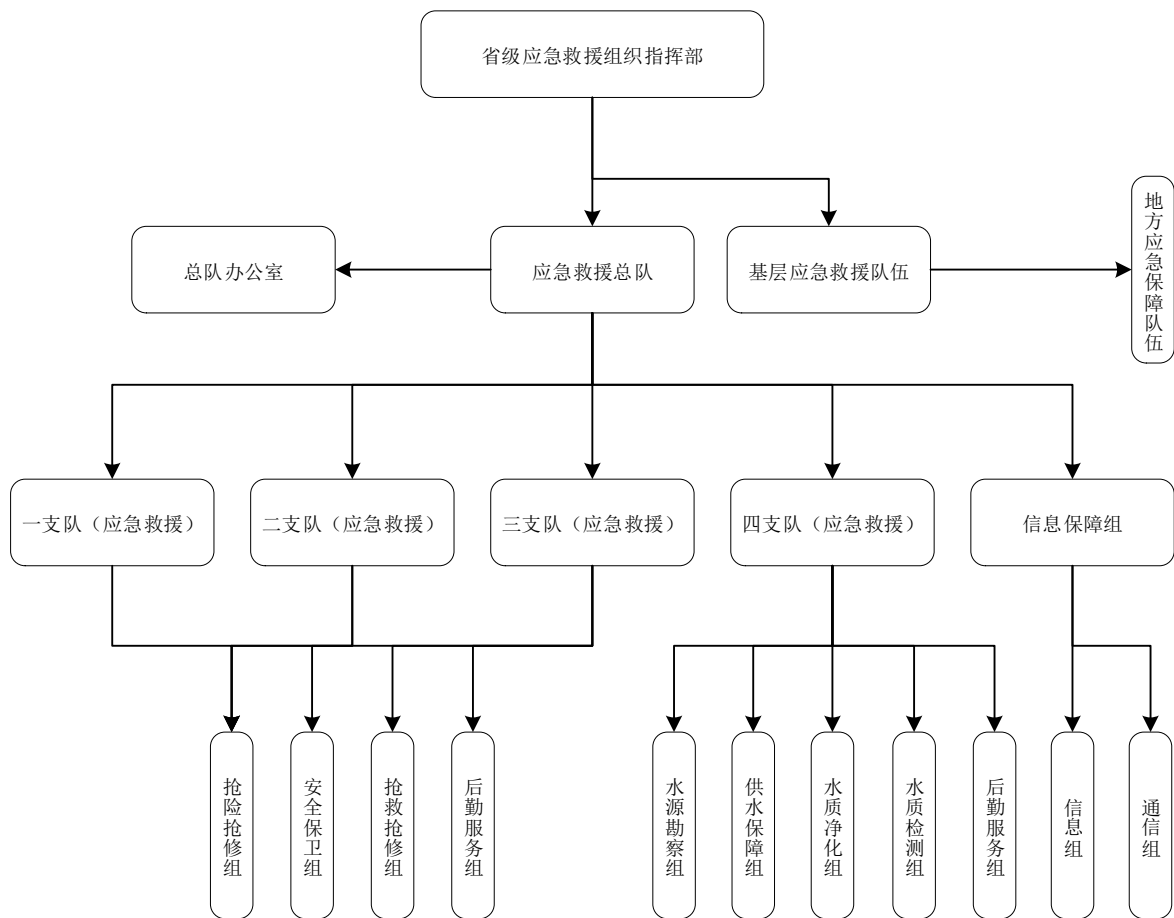 省级应急救援组织指挥部
总队办公室
应急救援总队
基层应急救援队伍
地方应急保障队伍
一支队（应急救援）
二支队（应急救援）
三支队（应急救援）
四支队（应急救援）
信息保障组
抢险抢修组
安全保卫组
抢救抢修组
后勤服务组
水源勘察组
供水保障组
水质净化组
水质检测组
后勤服务组
信息组
通信组